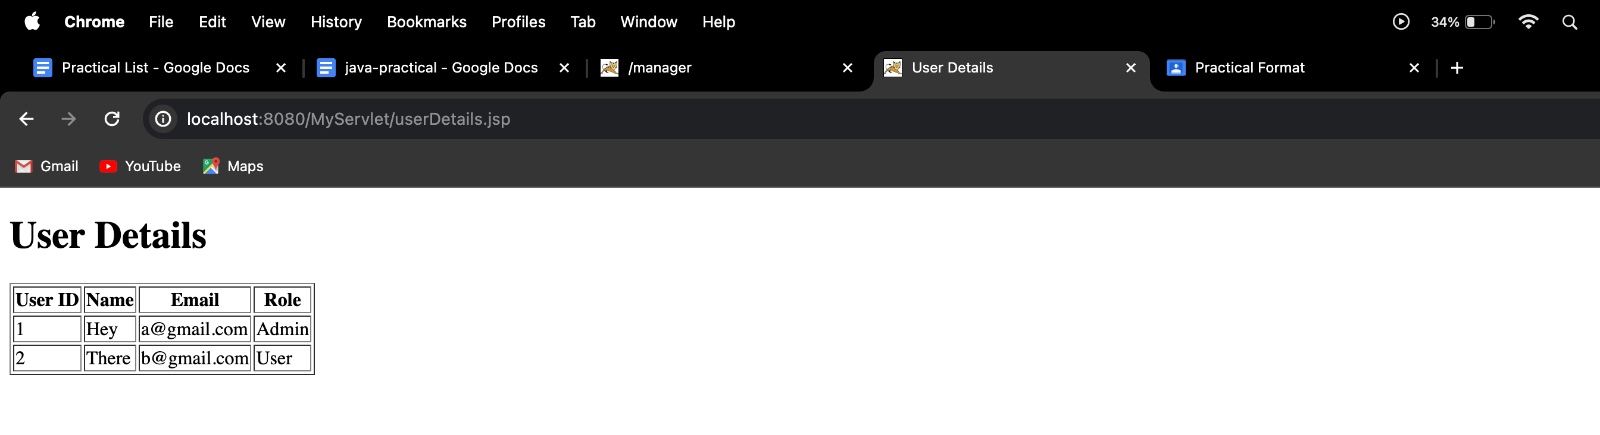 Chrome File Edit View History Bookmarks Profiles Tab Window Help 34%
Practical List - Google Docs java-practical - Google Docs /manager User Details Practical Format
localhost:8080/MyServlet/userDetails.jsp
Gmail YouTube Maps
User Details
User ID Name Email Role
1 Hey a@gmail.com Admin
2 There b@gmail.com User